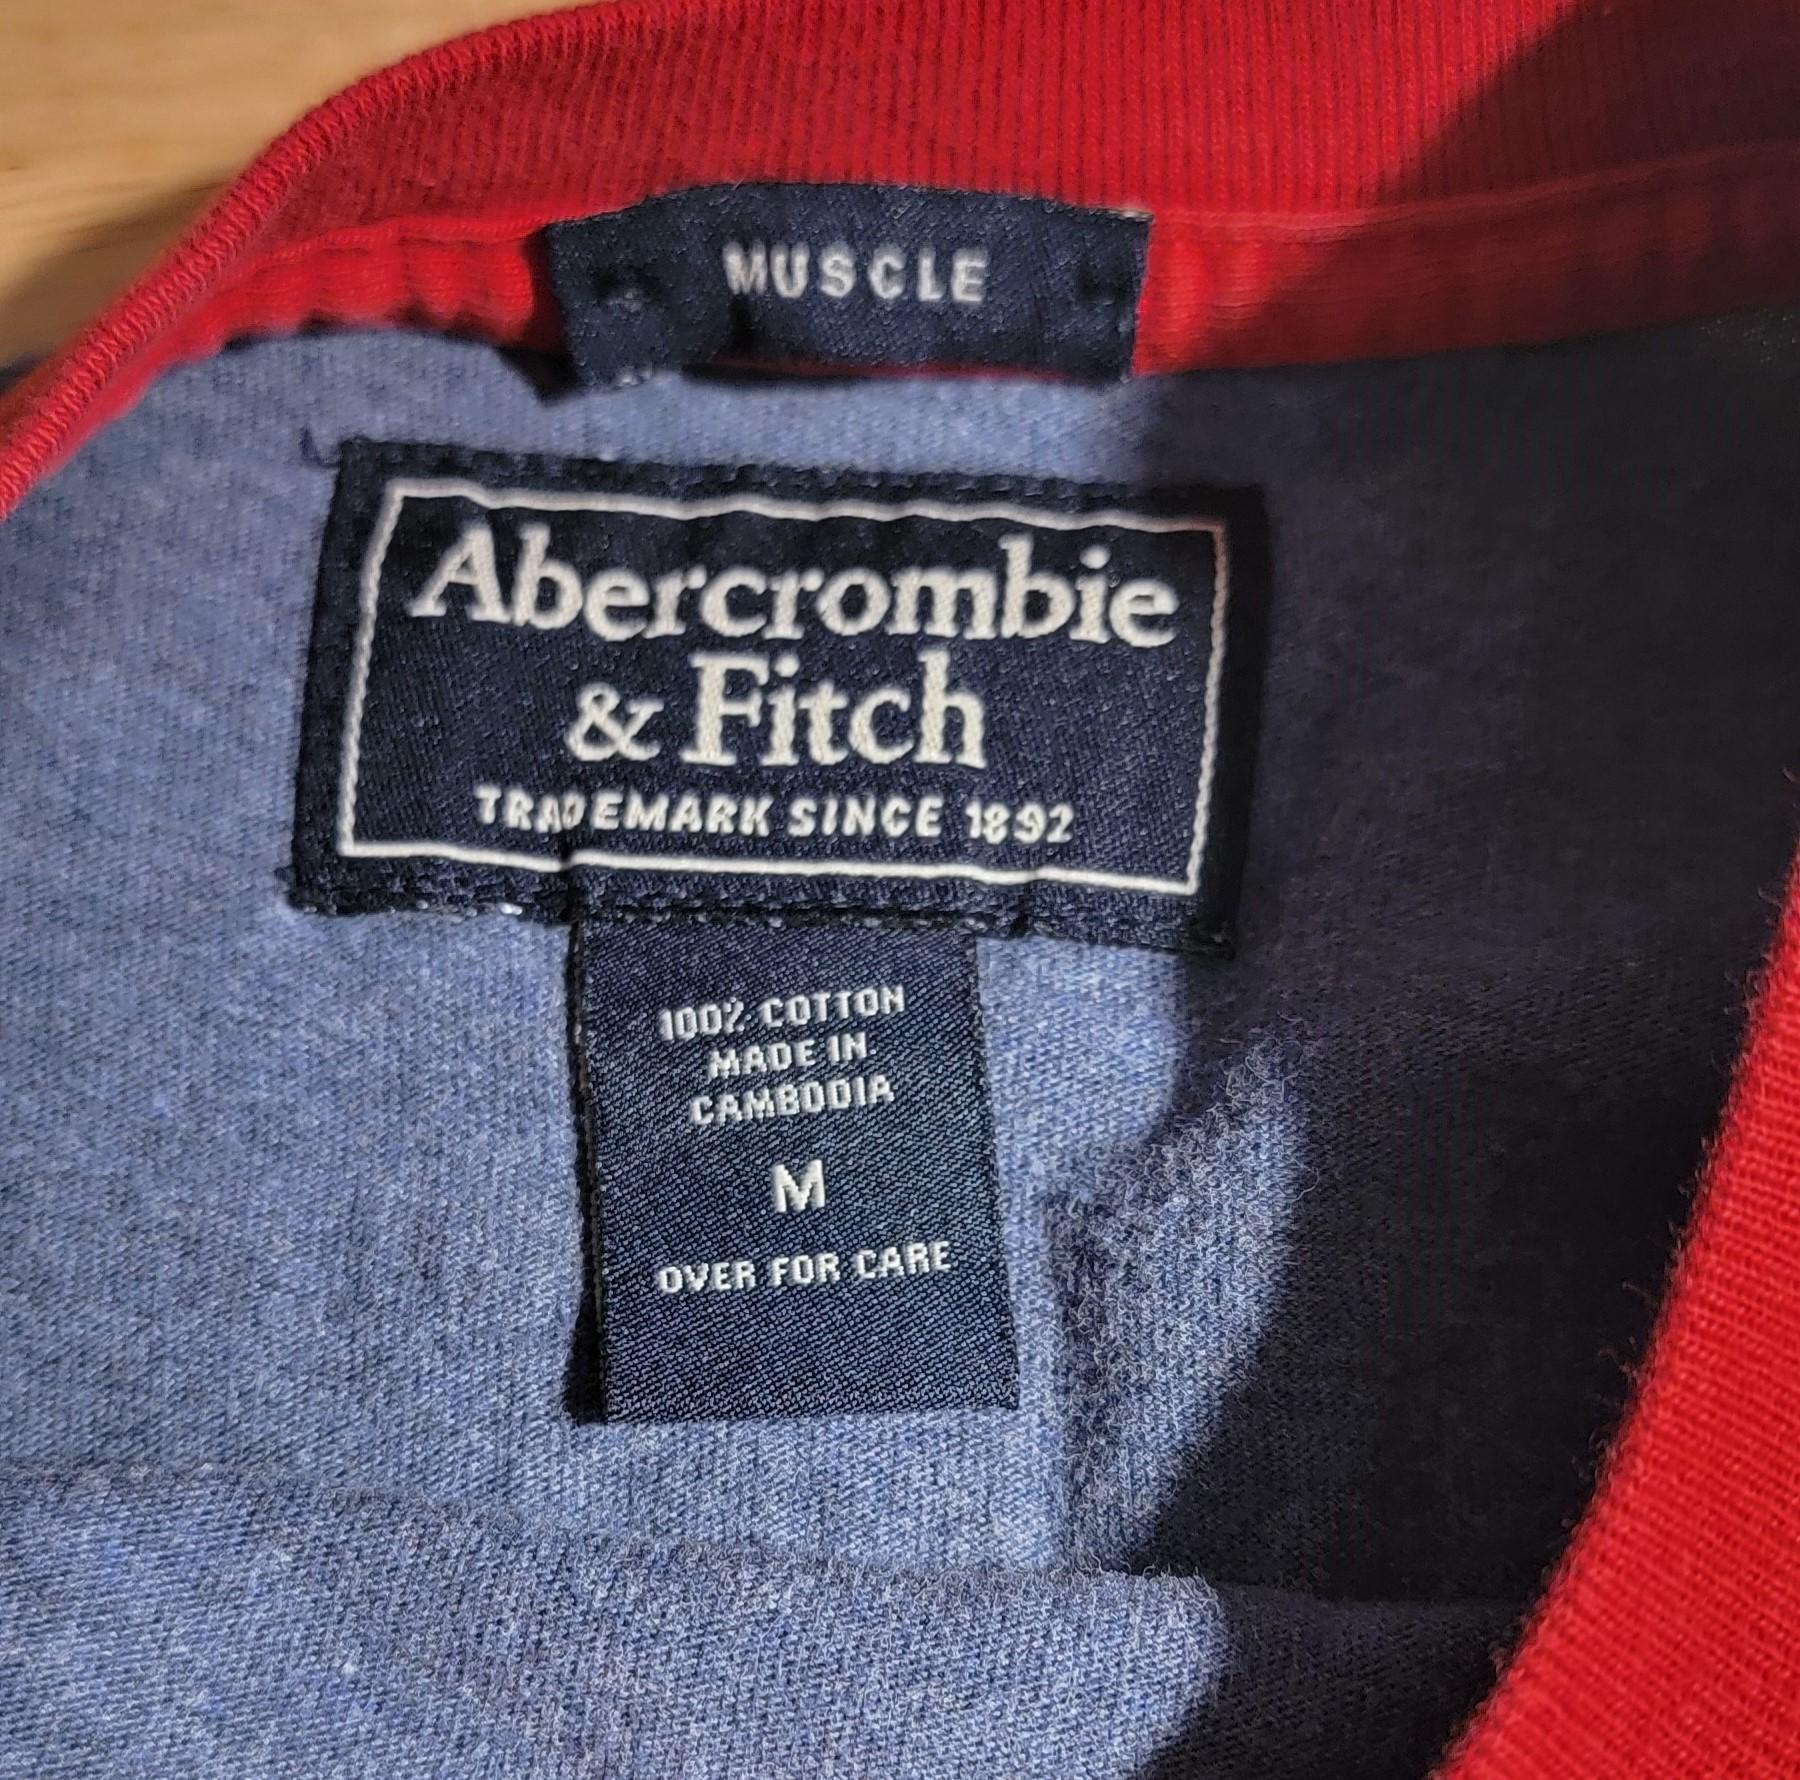 MUSCLE
Abercrombie
& Fitch
TRADEMARK SINCE 1892
100% COTTON
MADE IN
CAMBODIA
M
OVER FOR CARE